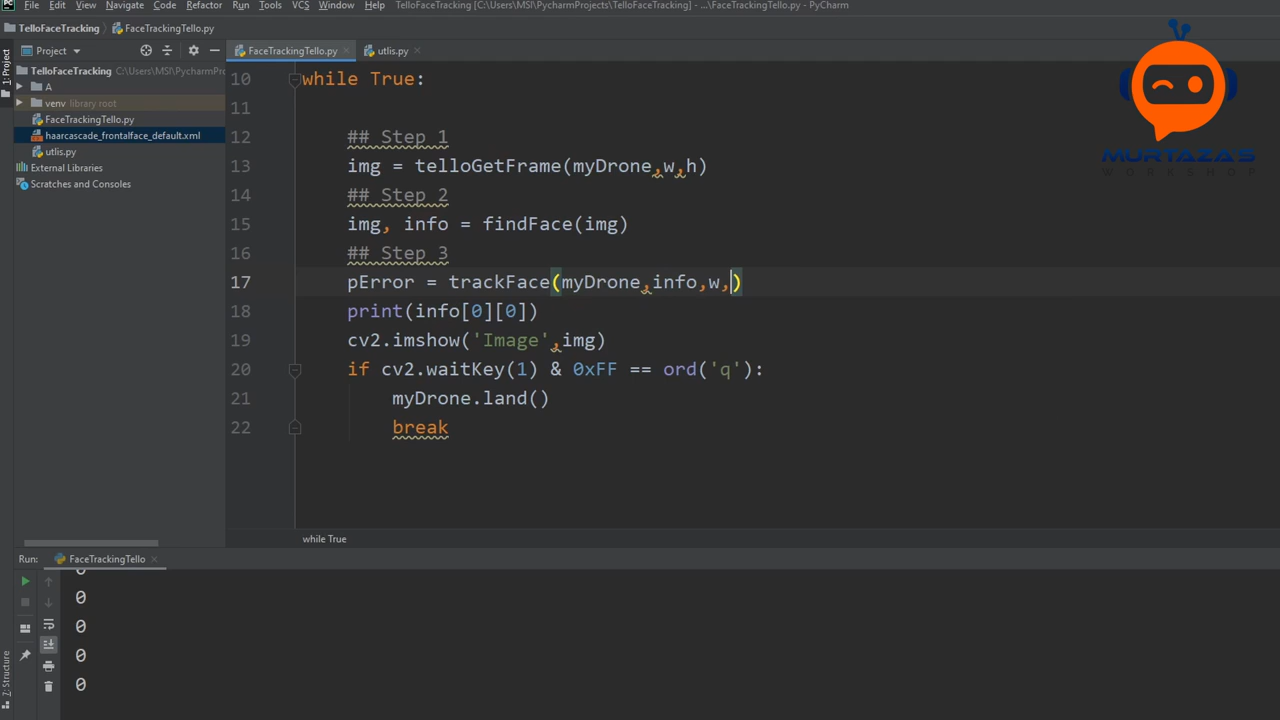 File Edit View Navigate Code Refactor Run Tools VCS Window Help TelloFaceTracking [C:\Users\MSI\PycharmProjects\TelloFaceTracking] - ...\FaceTrackingTello.py - PyCharm
TelloFaceTracking FaceTrackingTello.py
MURTAZA'S
WORKSHOP
1: Project
Project
TelloFaceTracking C:\Users\MSI\PycharmProj
A
venv library root
FaceTrackingTello.py
haarcascade_frontalface_default.xml
utlis.py
External Libraries
Scratches and Consoles
FaceTrackingTello.py utlis.py
10 while True:
11
12 ## Step 1
13 img = telloGetFrame(myDrone,w,h)
14 ## Step 2
15 img, info = findFace(img)
16 ## Step 3
17 pError = trackFace(myDrone,info,w,)
18 print(info[0][0])
19 cv2.imshow('Image',img)
20 if cv2.waitKey(1) & 0xFF == ord('q'):
21 myDrone.land()
22 break
while True
Run: FaceTrackingTello
0
0
0
0
0
Z: Structure